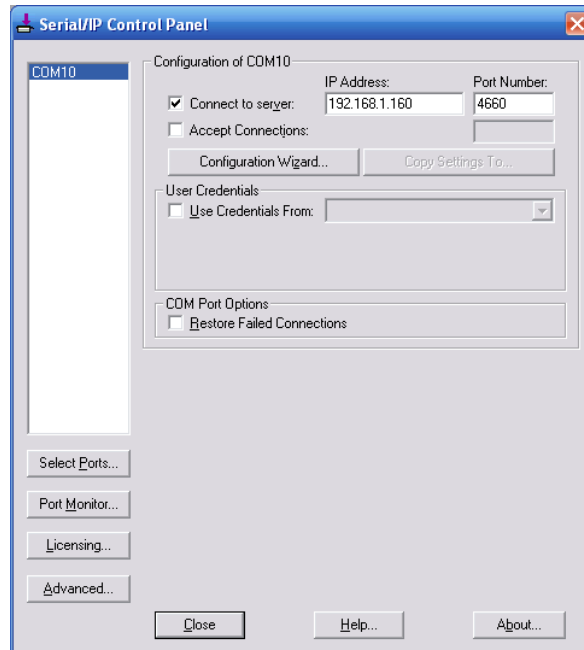 Serial/IP Control Panel
COM10
Configuration of COM10
IP Address: Port Number:
Connect to server: 192.168.1.160 4660
Accept Connections:
Configuration Wizard... Copy Settings To...
User Credentials
Use Credentials From:
COM Port Options
Restore Failed Connections
Select Ports...
Port Monitor...
Licensing...
Advanced...
Close Help... About...